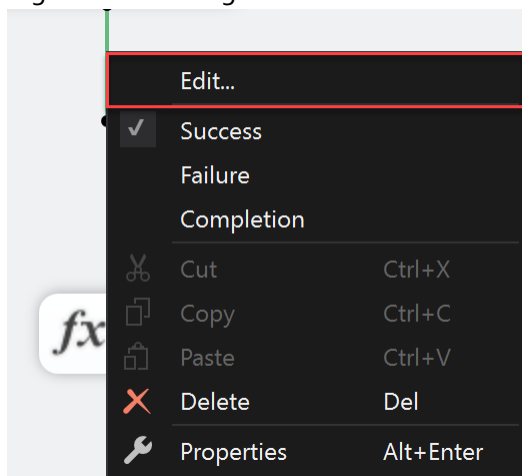 Edit...
Success
Failure
Completion
Cut Ctrl+X
Copy Ctrl+C
Paste Ctrl+V
Delete Del
Properties Alt+Enter
fx